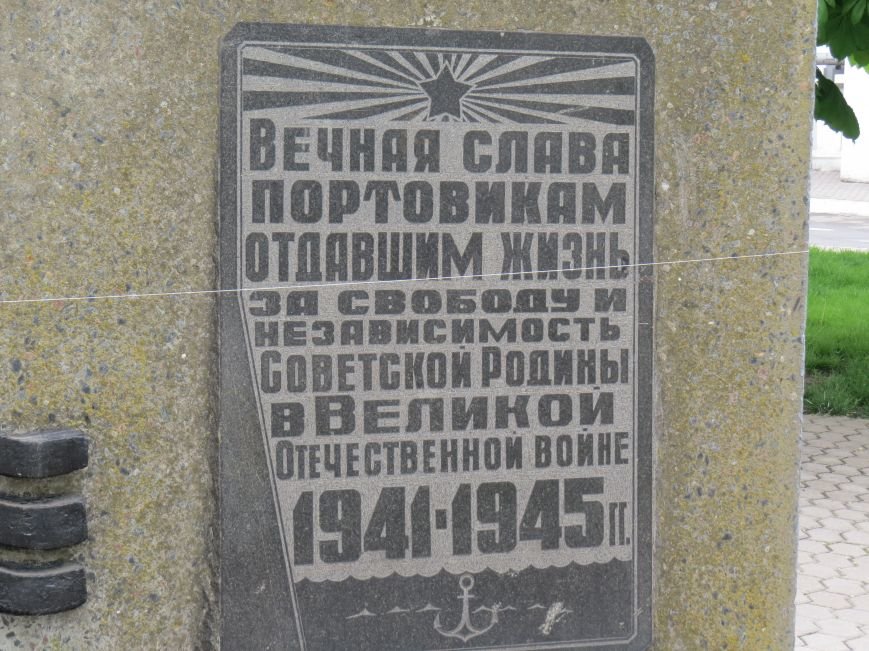 Вечная слава
портовикам
отдавшим жизнь
за свободу и
независимость
Советской Родины
в Великой
Отечественной войне
1941-1945 гг.